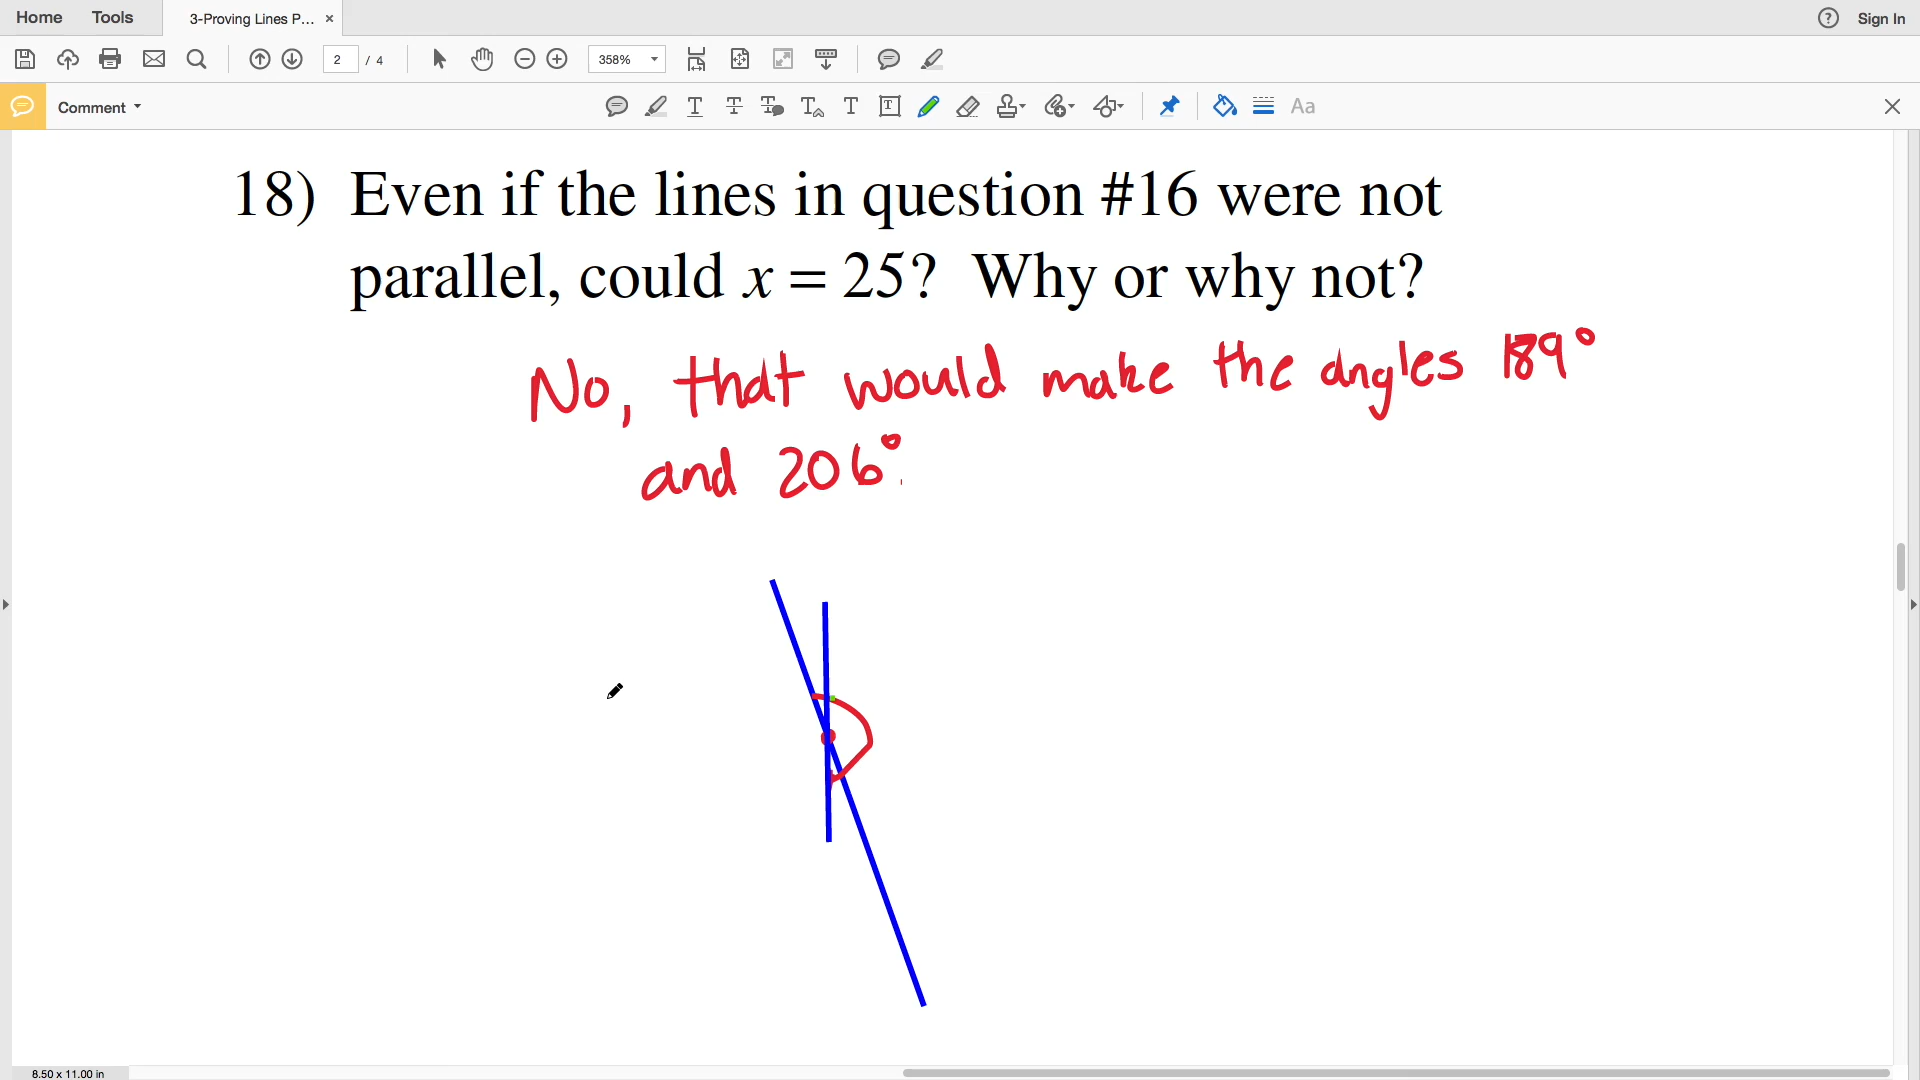 Home Tools 3-Proving Lines P... × ? Sign In
2 / 4 358%
Comment T T T T T T Aa
18) Even if the lines in question #16 were not
parallel, could x = 25? Why or why not?
No, that would make the angles 189°
and 206°.
8.50 x 11.00 in